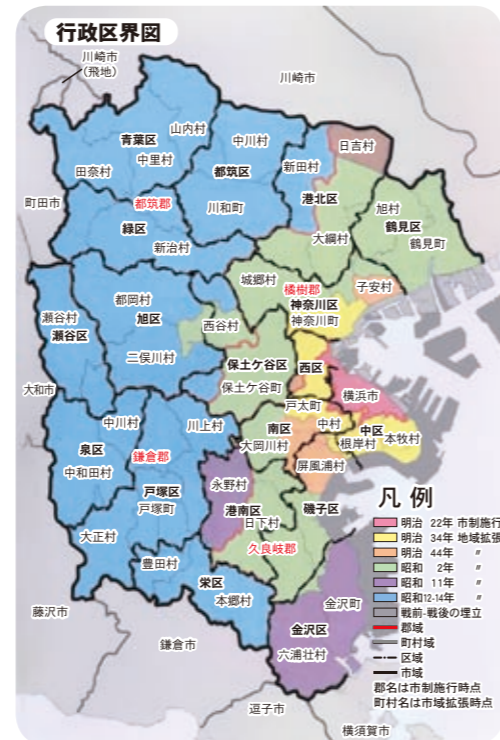 行政区界図
川崎市
(飛地)
川崎市
山内村
青葉区
中里村
田奈村
中川村
都筑区
新田村
日吉村
町田市
都筑郡
川和町
港北区
旭村
鶴見区
鶴見町
緑区
新治村
大綱村
城郷村
橘樹郡
子安村
都岡村
神奈川区
神奈川町
瀬谷村
瀬谷区
旭区
西谷村
二俣川村
保土ケ谷区
西区
大和市
保土ケ谷町
横浜市
戸太町
中川村
川上村
南区
中村
中区
本牧村
泉区
大岡川村
根岸村
中和田村
鎌倉郡
屏風浦村
戸塚区
永野村
戸塚町
港南区
磯子区
日下村
大正村
久良岐郡
豊田村
栄区
本郷村
金沢町
藤沢市
金沢区
鎌倉市
六浦荘村
逗子市
横須賀市
凡例
明治 22年 市制施行
明治 34年 地域拡張
明治 44年 〃
昭和 2年 〃
昭和 11年 〃
昭和12-14年 〃
戦前-戦後の埋立
郡域
町村域
区域
市域
郡名は市制施行時点
町村名は市域拡張時点